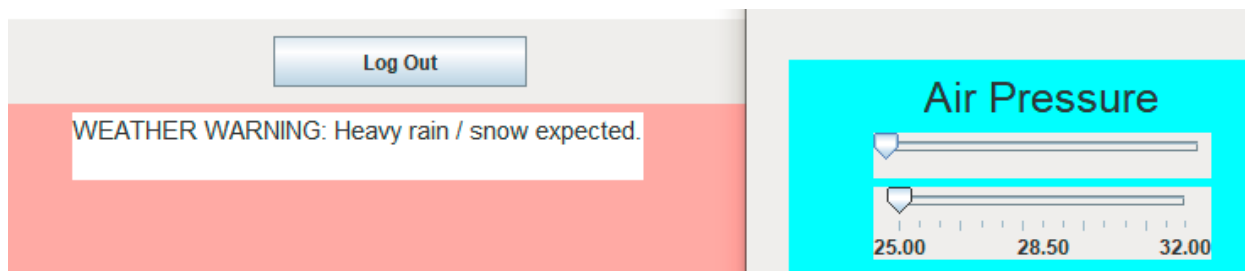 Log Out
WEATHER WARNING: Heavy rain / snow expected.
Air Pressure
25.00 28.50 32.00